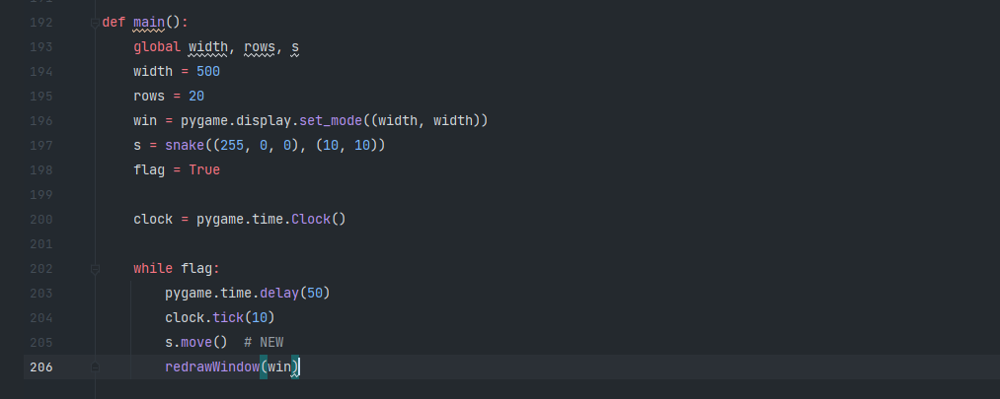 192 def main():
193     global width, rows, s
194     width = 500
195     rows = 20
196     win = pygame.display.set_mode((width, width))
197     s = snake((255, 0, 0), (10, 10))
198     flag = True
199
200     clock = pygame.time.Clock()
201
202     while flag:
203         pygame.time.delay(50)
204         clock.tick(10)
205         s.move()  # NEW
206         redrawWindow(win)